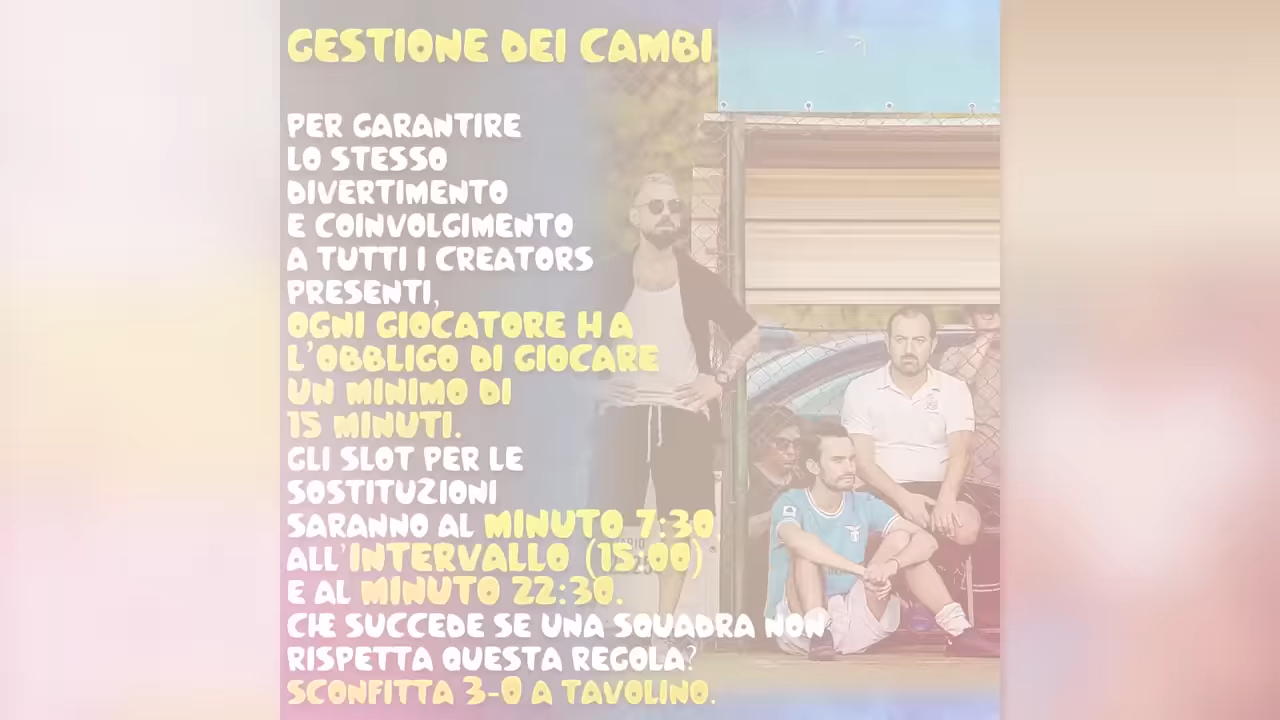 GESTIONE DEI CAMBI
PER GARANTIRE
LO STESSO
DIVERTIMENTO
E COINVOLGIMENTO
A TUTTI I CREATORS
PRESENTI,
OGNI GIOCATORE HA
L'OBBLIGO DI GIOCARE
UN MINIMO DI
15 MINUTI.
GLI SLOT PER LE
SOSTITUZIONI
SARANNO AL MINUTO 7:30
ALL'INTERVALLO (15.00)
E AL MINUTO 22:30.
CHE SUCCEDE SE UNA SQUADRA NON
RISPETTA QUESTA REGOLA?
SCONFITTA 3-0 A TAVOLINO.